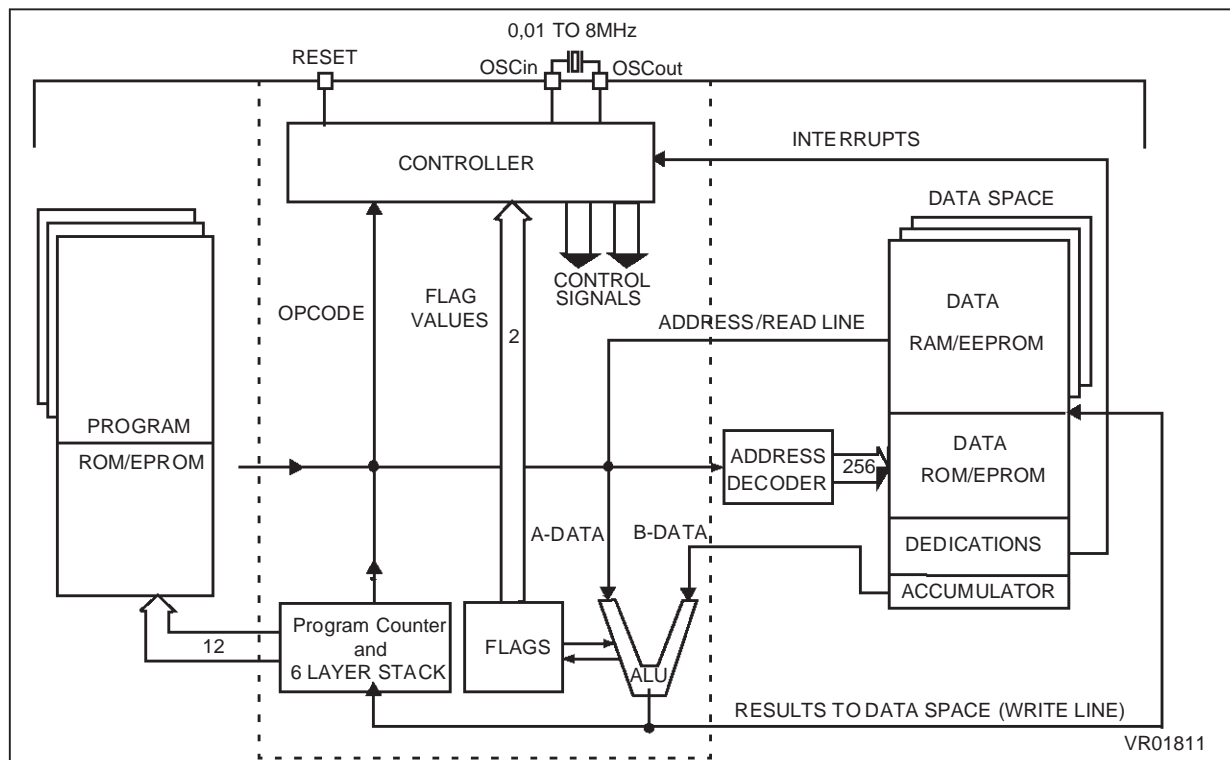 0,01 TO 8MHz
RESET
OSCin
OSCout
INTERRUPTS
CONTROLLER
DATA SPACE
CONTROL
SIGNALS
OPCODE
FLAG
VALUES
2
ADDRESS/READ LINE
DATA
RAM/EEPROM
PROGRAM
ROM/EPROM
ADDRESS
DECODER
256
DATA
ROM/EPROM
A-DATA
B-DATA
DEDICATIONS
ACCUMULATOR
12
Program Counter
and
6 LAYER STACK
FLAGS
ALU
RESULTS TO DATA SPACE (WRITE LINE)
VR01811